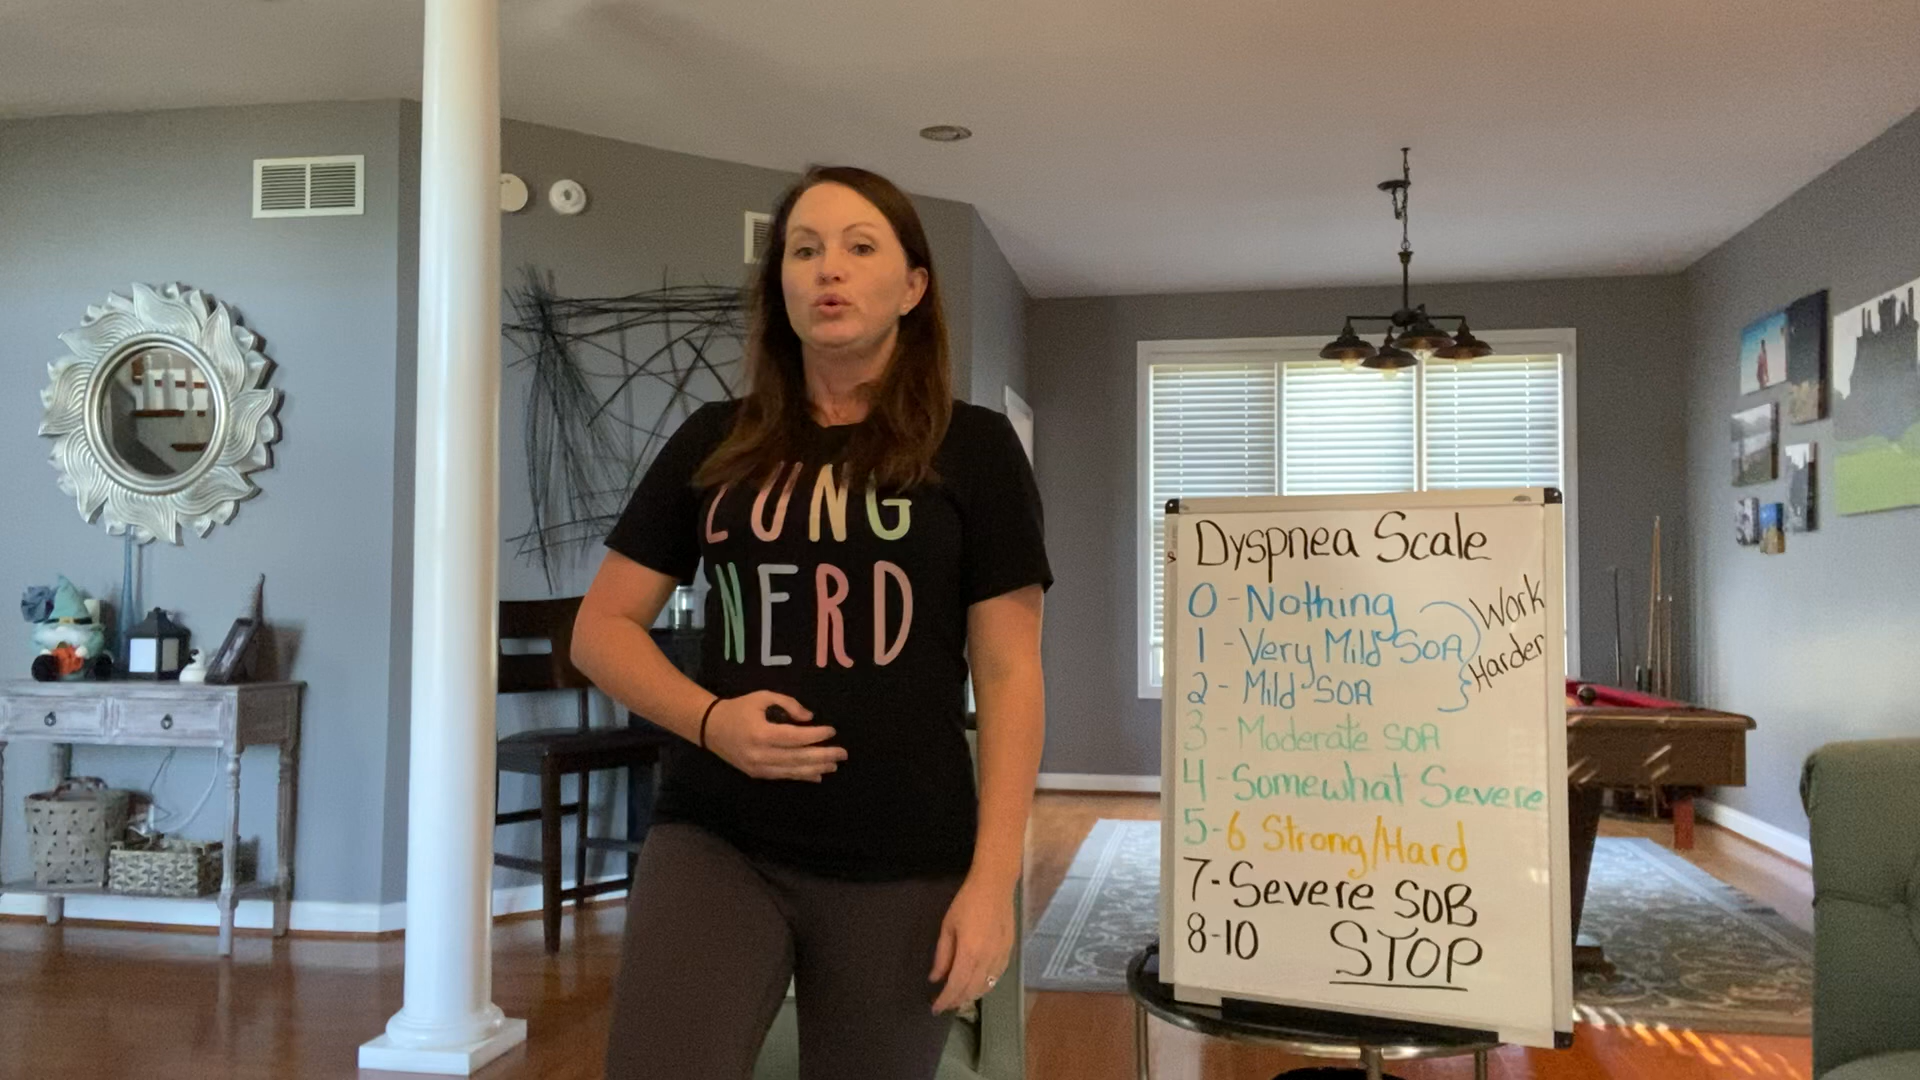 LUNG
NERD
Dyspnea Scale
0 - Nothing
1 - Very Mild SOA
2 - Mild SOA
Work
Harder
3 - Moderate SOA
4 - Somewhat Severe
5-6 Strong/Hard
7 - Severe SOB
8-10 STOP